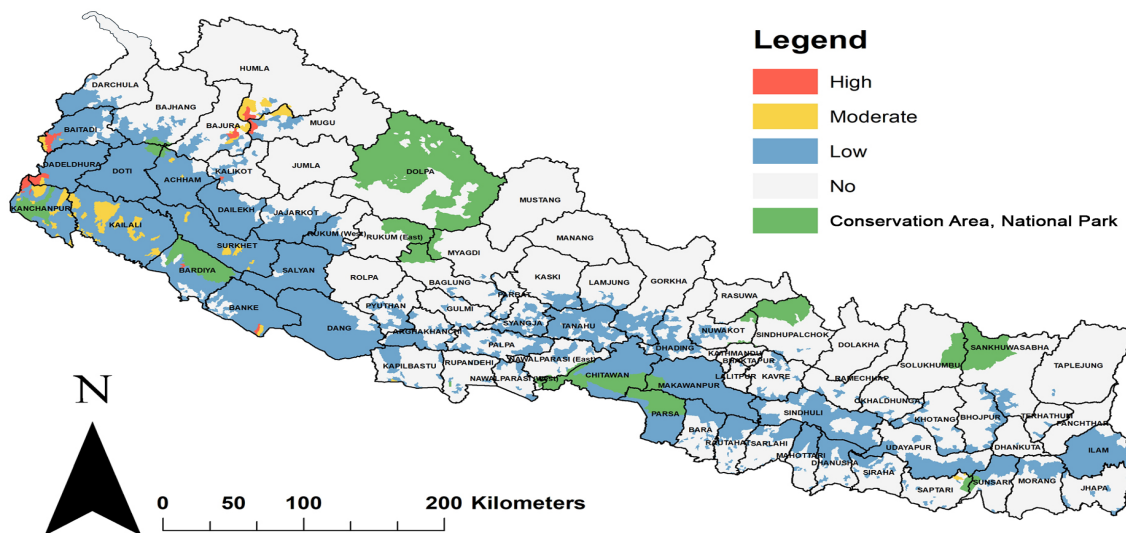 Legend
High
Moderate
Low
No
Conservation Area, National Park
HUMLA
DARCHULA
BAJHANG
BAITADI
BAJURA
MUGU
DADELDHURA
DOTI
ACHHAM
KALIKOT
JUMLA
DOLPA
KANCHANPUR
KAILALI
DAILEKH
JAJARKOT
MUSTANG
RUKUM (West)
RUKUM (East)
SURKHET
MYAGDI
MANANG
BARDIYA
SALYAN
ROLPA
BAGLUNG
KASKI
LAMJUNG
GORKHA
RASUWA
BANKE
DANG
PYUTHAN
GULMI
PARBAT
SYANGJA
TANAHU
NUWAKOT
SINDHUPALCHOK
DOLAKHA
SANKHUWASABHA
SOLUKHUMBU
TAPLEJUNG
ARGHAKHANCHI
PALPA
DHADING
KATHMANDU
BHAKTAPUR
LALITPUR
KAVRE
RAMECHHAP
KAPILBASTU
RUPANDEHI
NAWALPARASI (East)
NAWALPARASI (West)
CHITAWAN
MAKAWANPUR
OKHALDHUNGA
KHOTANG
BHOJPUR
TERHATHUM
PANCHTHAR
PARSA
BARA
SINDHULI
UDAYAPUR
DHANKUTA
ILAM
RAUTAHAT
SARLAHI
MAHOTTARI
DHANUSHA
SIRAHA
SAPTARI
SUNSARI
MORANG
JHAPA
N
0 50 100 200 Kilometers